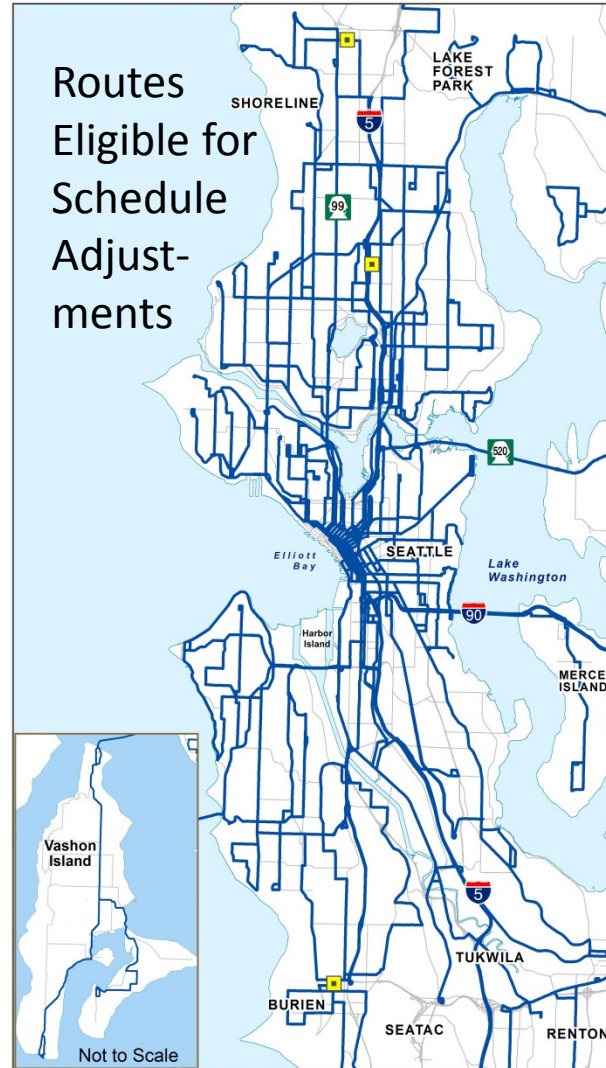 Routes
Eligible for
Schedule
Adjust-
ments
LAKE
FOREST
PARK
SHORELINE
5
99
520
Elliott
Bay
SEATTLE
Lake
Washington
90
Harbor
Island
MERCE
ISLAND
Vashon
Island
5
TUKWILA
BURIEN
SEATAC
RENTON
Not to Scale